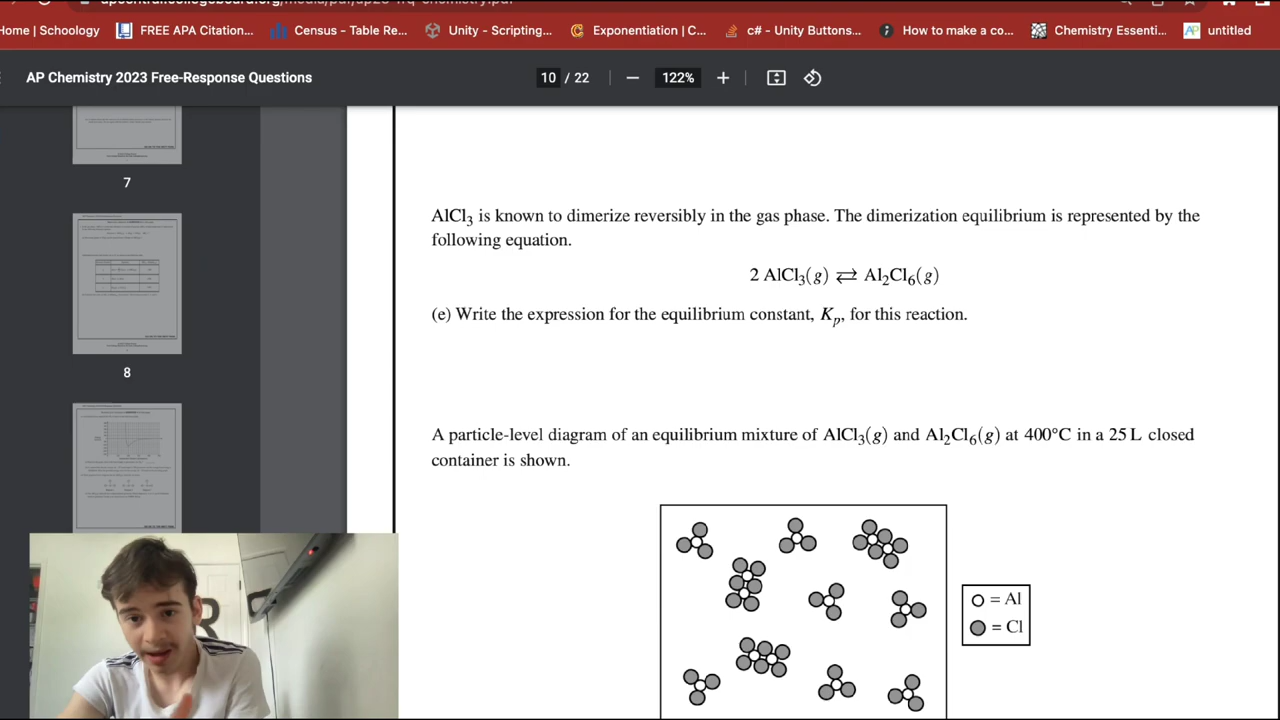 Home | Schoology FREE APA Citation... Census - Table Re... Unity - Scripting... Exponentiation | C... c# - Unity Buttons... How to make a co... Chemistry Essenti... AP untitled
AP Chemistry 2023 Free-Response Questions 10 / 22 122%
7
8
AlCl3 is known to dimerize reversibly in the gas phase. The dimerization equilibrium is represented by the
following equation.
2 AlCl3(g) ⇄ Al2Cl6(g)
(e) Write the expression for the equilibrium constant, Kp, for this reaction.
A particle-level diagram of an equilibrium mixture of AlCl3(g) and Al2Cl6(g) at 400°C in a 25 L closed
container is shown.
= Al
= Cl
R